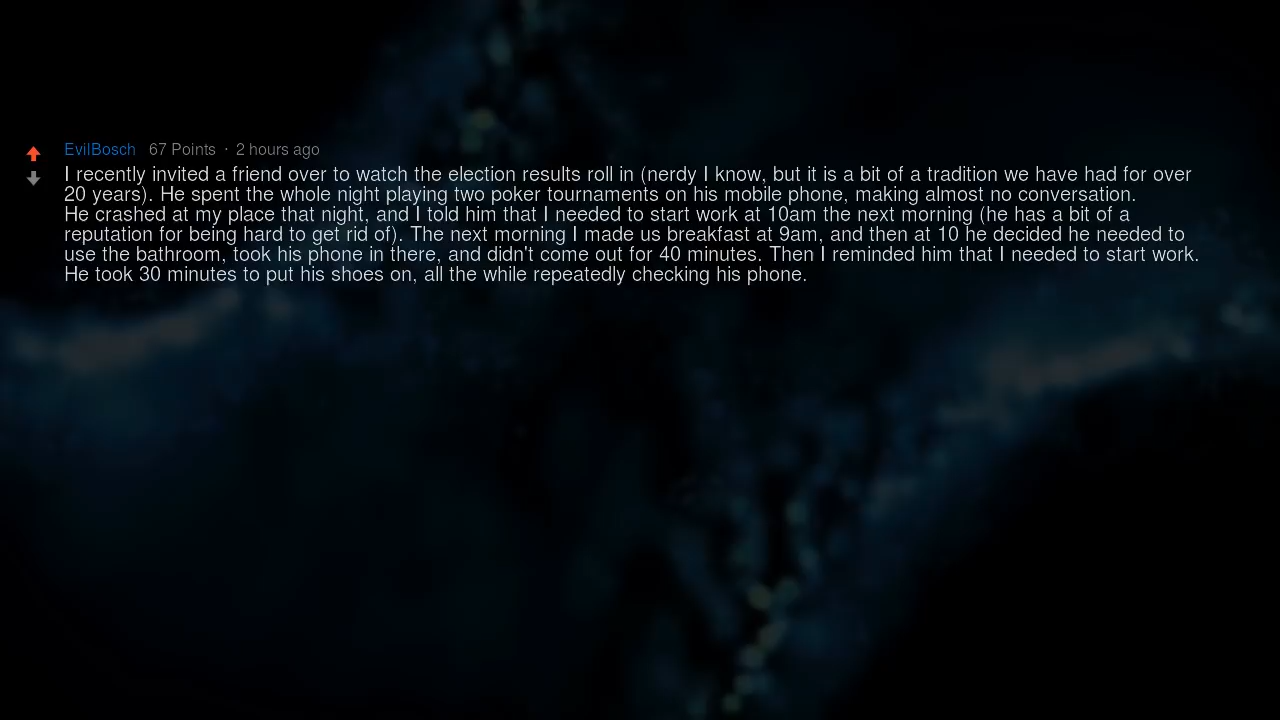 EvilBosch 67 Points · 2 hours ago
I recently invited a friend over to watch the election results roll in (nerdy I know, but it is a bit of a tradition we have had for over
20 years). He spent the whole night playing two poker tournaments on his mobile phone, making almost no conversation.
He crashed at my place that night, and I told him that I needed to start work at 10am the next morning (he has a bit of a
reputation for being hard to get rid of). The next morning I made us breakfast at 9am, and then at 10 he decided he needed to
use the bathroom, took his phone in there, and didn't come out for 40 minutes. Then I reminded him that I needed to start work.
He took 30 minutes to put his shoes on, all the while repeatedly checking his phone.